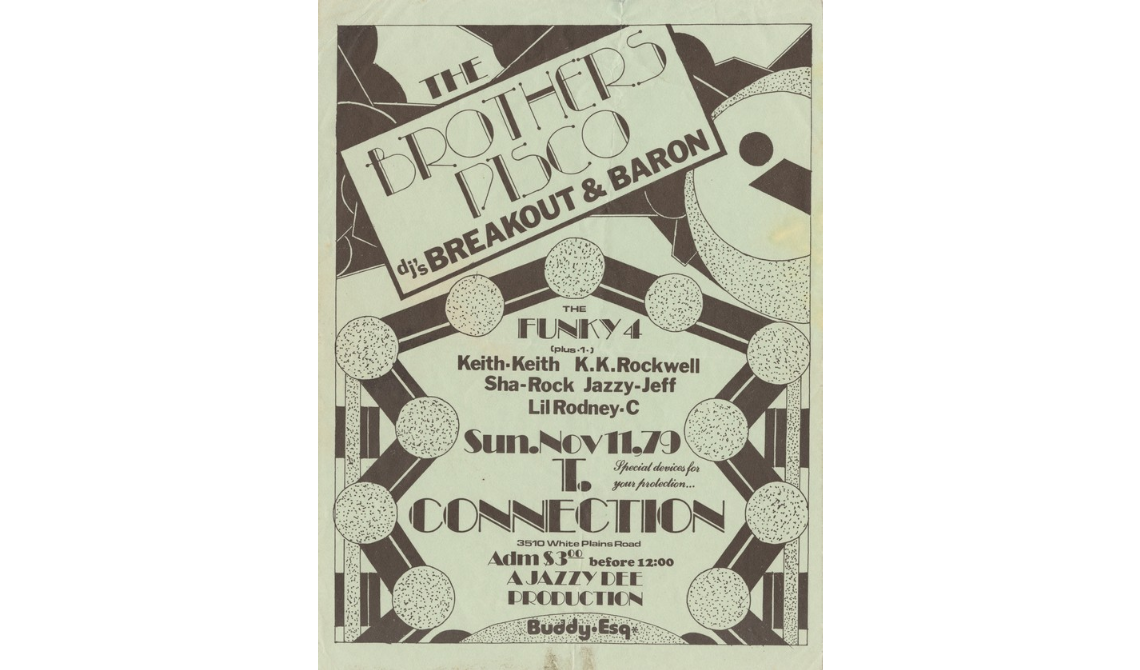 THE
BROTHERS
DISCO
dj's BREAKOUT & BARON
THE
FUNKY 4
(plus·1·)
Keith·Keith K.K.Rockwell
Sha-Rock Jazzy-Jeff
Lil Rodney·C
Sun.Nov 11,79
T.
Special devices for
your protection...
CONNECTION
3510 White Plains Road
Adm $3.00 before 12:00
A JAZZY DEE
PRODUCTION
Buddy·Esq*